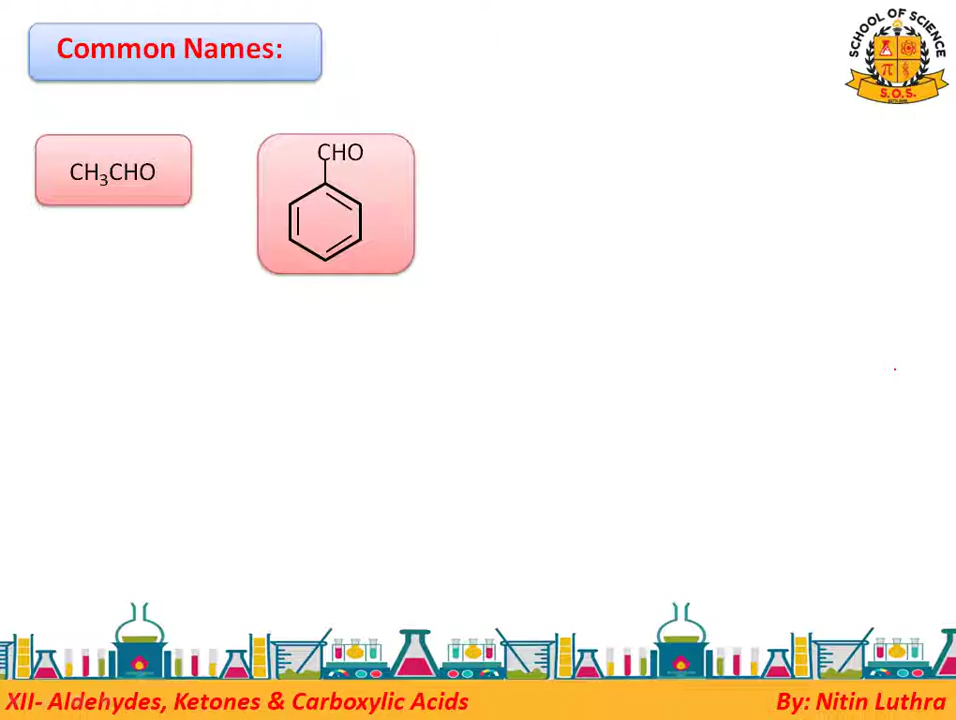 Common Names:
SCHOOL OF SCIENCE
π
S.O.S.
CH₃CHO
CHO
XII- Aldehydes, Ketones & Carboxylic Acids
By: Nitin Luthra